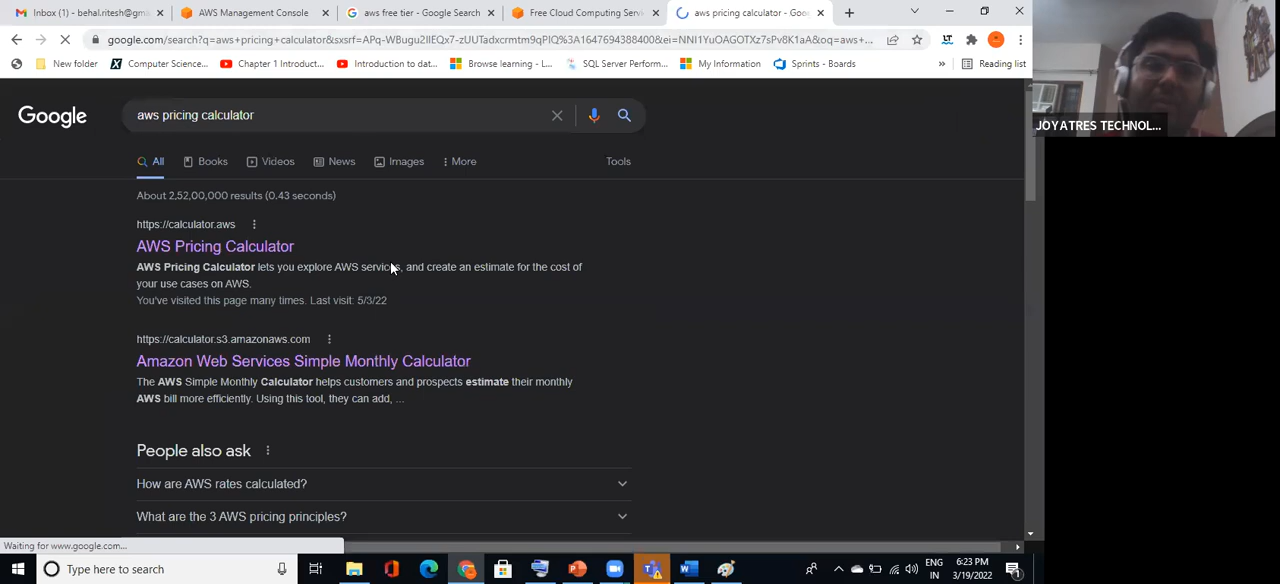 Inbox (1) - behal.ritesh@gm
AWS Management Console
aws free tier - Google Search
Free Cloud Computing Servi
aws pricing calculator - Goo
google.com/search?q=aws+pricing+calculator&sxsrf=APq-WBugu2IlEQx7-zUTadxcrmtm9qPlQ%3A1647694388400&ei=NNI1YuOAGOTXz7sPv8K1aA&oq=aws+...
New folder
Computer Science...
Chapter 1 Introduct...
Introduction to dat...
Browse learning - L...
SQL Server Perform...
My Information
Sprints - Boards
»
Reading list
JOYATRES TECHNOL...
Google
aws pricing calculator
All
Books
Videos
News
Images
More
Tools
About 2,52,00,000 results (0.43 seconds)
https://calculator.aws
AWS Pricing Calculator
AWS Pricing Calculator lets you explore AWS services, and create an estimate for the cost of
your use cases on AWS.
You've visited this page many times. Last visit: 5/3/22
https://calculator.s3.amazonaws.com
Amazon Web Services Simple Monthly Calculator
The AWS Simple Monthly Calculator helps customers and prospects estimate their monthly
AWS bill more efficiently. Using this tool, they can add, ...
People also ask
How are AWS rates calculated?
What are the 3 AWS pricing principles?
Waiting for www.google.com...
Type here to search
ENG
IN
6:23 PM
3/19/2022
1